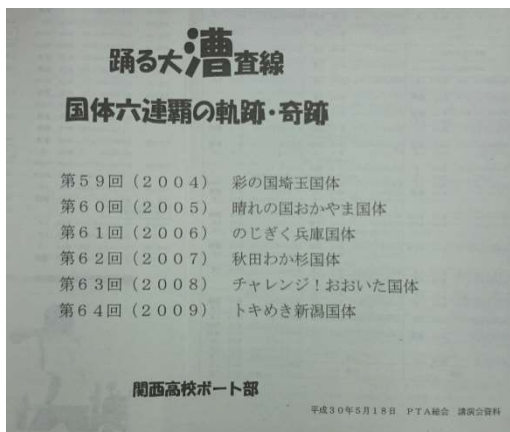 踊る大漕査線
国体六連覇の軌跡・奇跡
第59回(2004) 彩の国埼玉国体
第60回(2005) 晴れの国おかやま国体
第61回(2006) のじぎく兵庫国体
第62回(2007) 秋田わか杉国体
第63回(2008) チャレンジ!おおいた国体
第64回(2009) トキめき新潟国体
関西高校ボート部
平成30年5月18日 PTA総会 講演会資料